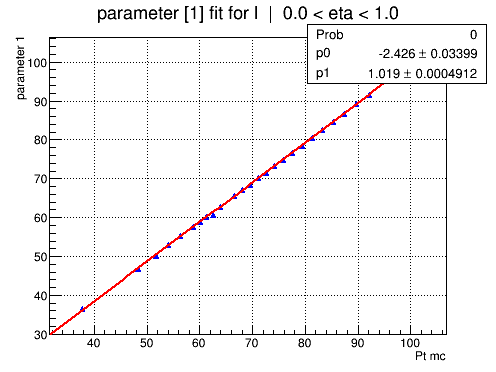 parameter [1] fit for l | 0.0 < eta < 1.0
Prob 0
p0 -2.426 ± 0.03399
p1 1.019 ± 0.0004912
parameter 1
100
90
80
70
60
50
40
30
40 50 60 70 80 90 100
Pt mc